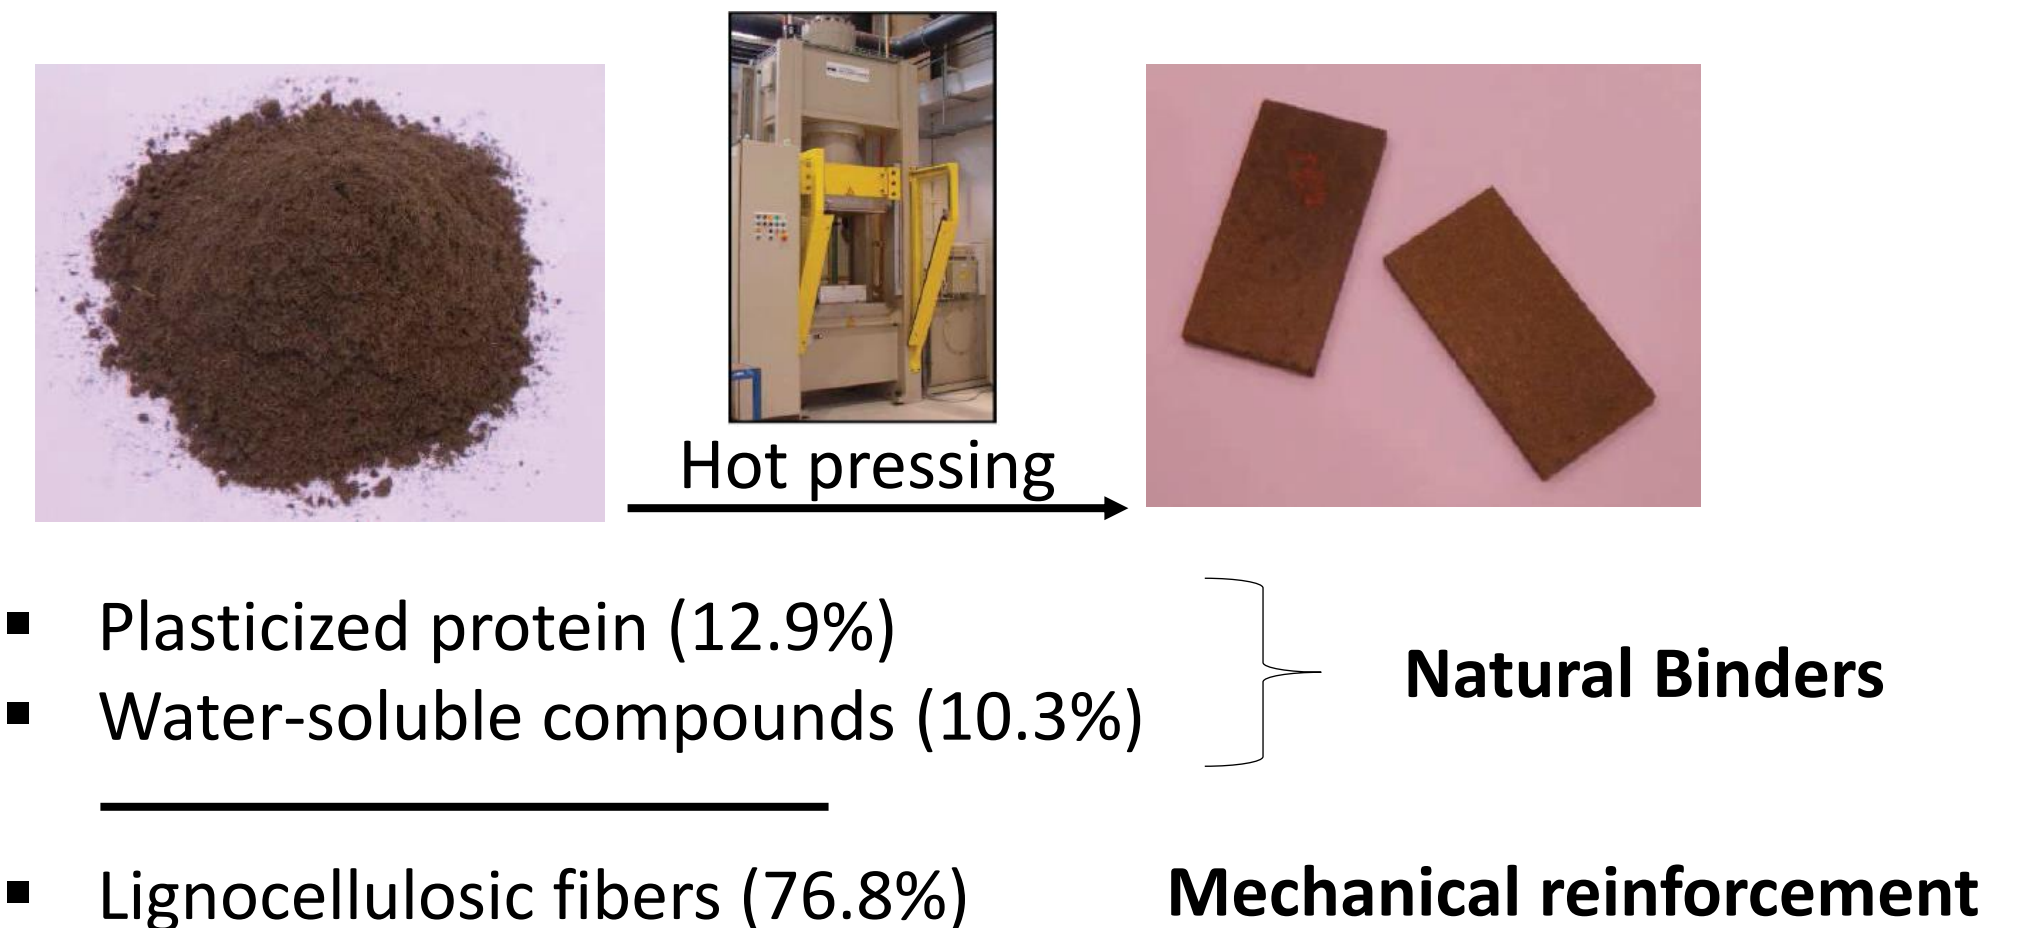 Hot pressing
▪ Plasticized protein (12.9%)
▪ Water-soluble compounds (10.3%)
Natural Binders
▪ Lignocellulosic fibers (76.8%)
Mechanical reinforcement